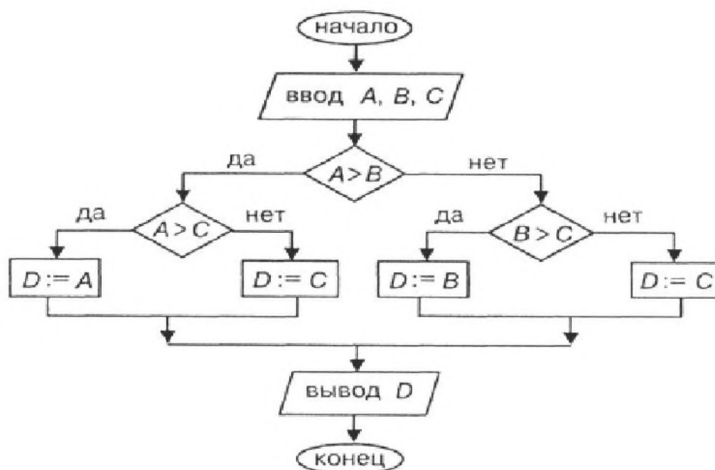 начало
ввод A, B, C
да
A > B
нет
да
A > C
нет
да
B > C
нет
D := A
D := C
D := B
D := C
вывод D
конец